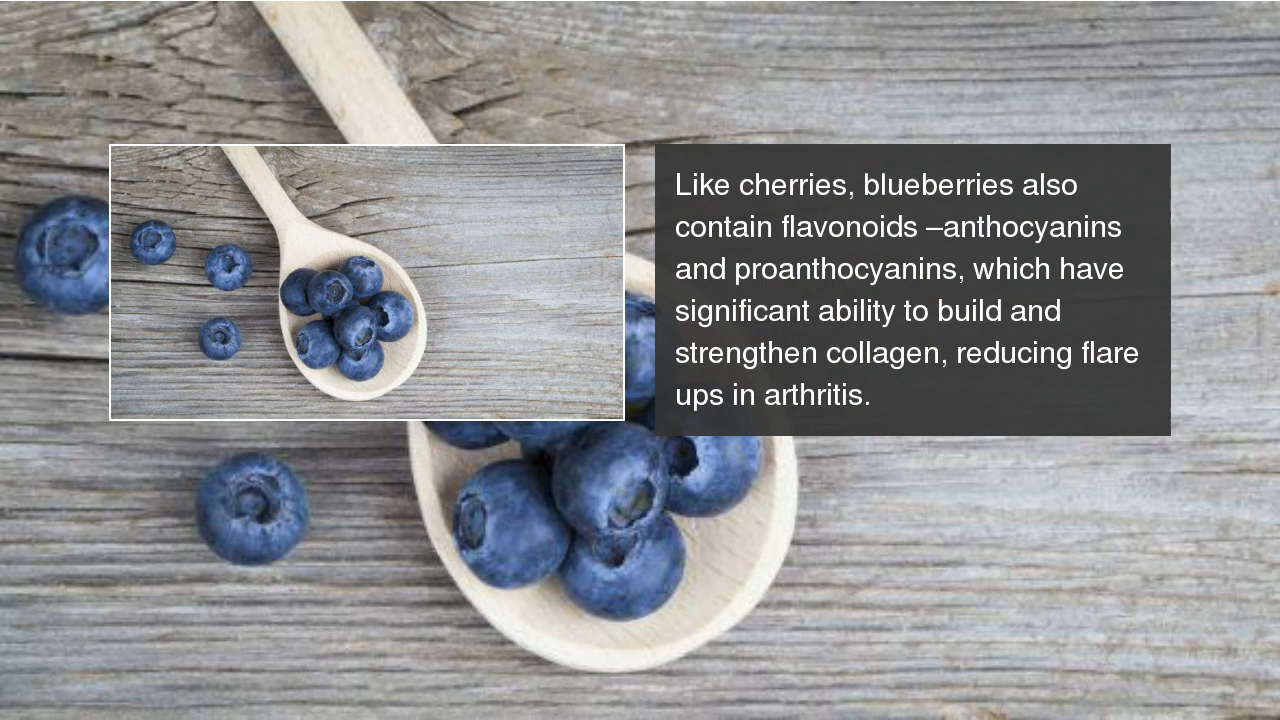 Like cherries, blueberries also
contain flavonoids –anthocyanins
and proanthocyanins, which have
significant ability to build and
strengthen collagen, reducing flare
ups in arthritis.